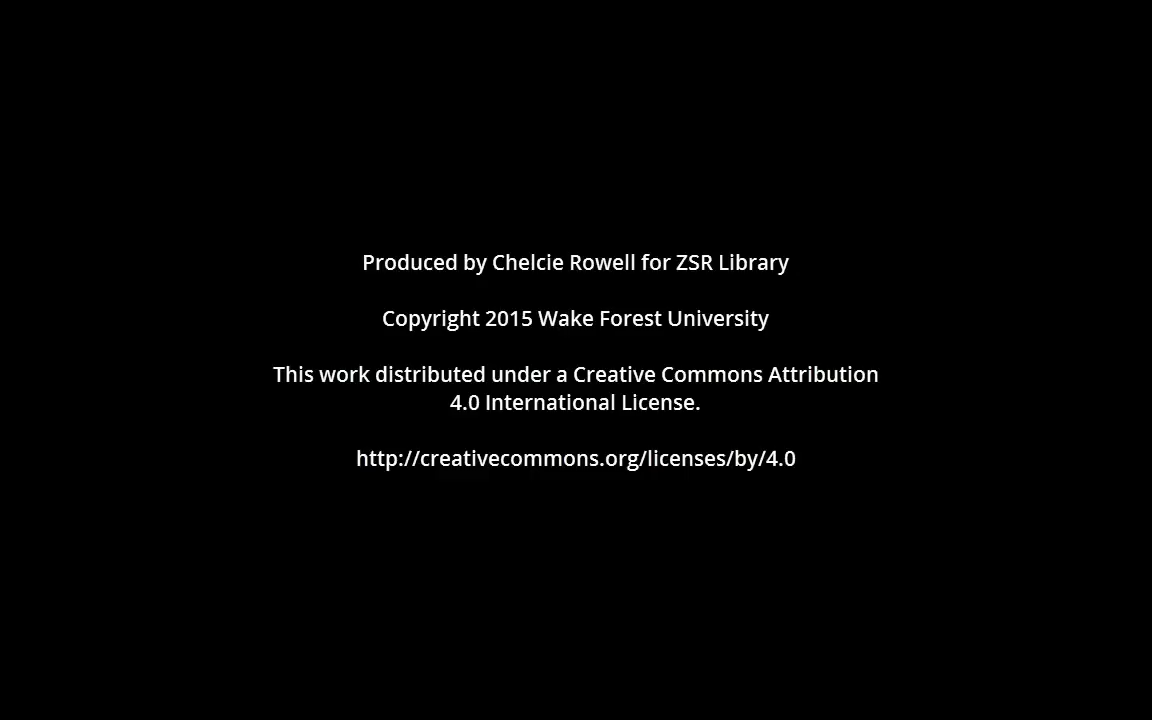 Produced by Chelcie Rowell for ZSR Library
Copyright 2015 Wake Forest University
This work distributed under a Creative Commons Attribution
4.0 International License.
http://creativecommons.org/licenses/by/4.0